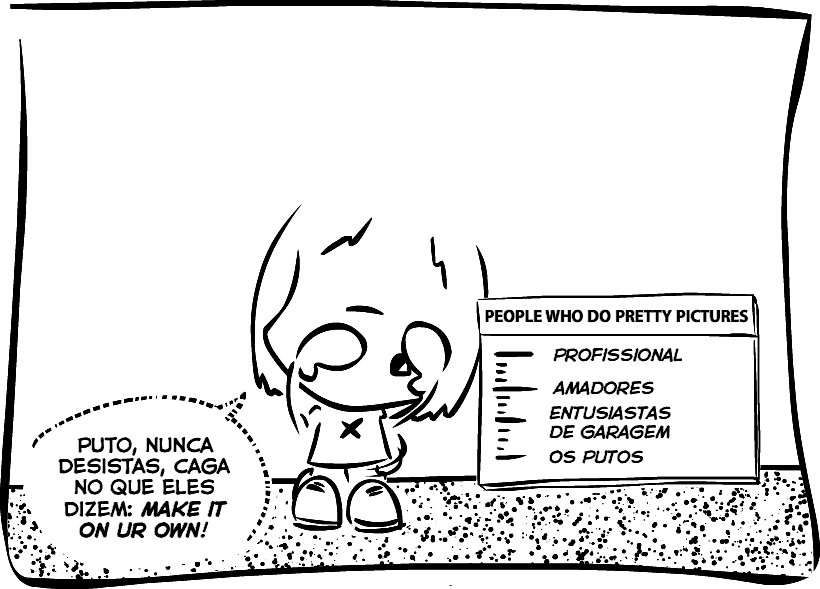 PEOPLE WHO DO PRETTY PICTURES
PROFISSIONAL
AMADORES
ENTUSIASTAS
DE GARAGEM
OS PUTOS
PUTO, NUNCA
DESISTAS, CAGA
NO QUE ELES
DIZEM: MAKE IT
ON UR OWN!